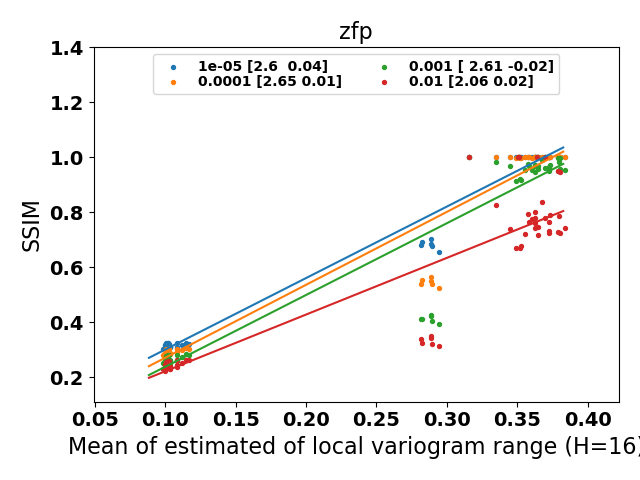 zfp
1e-05 [2.6  0.04]
0.0001 [2.65 0.01]
0.001 [ 2.61 -0.02]
0.01 [2.06 0.02]
SSIM
1.4
1.2
1.0
0.8
0.6
0.4
0.2
0.05 0.10 0.15 0.20 0.25 0.30 0.35 0.40
Mean of estimated of local variogram range (H=16)